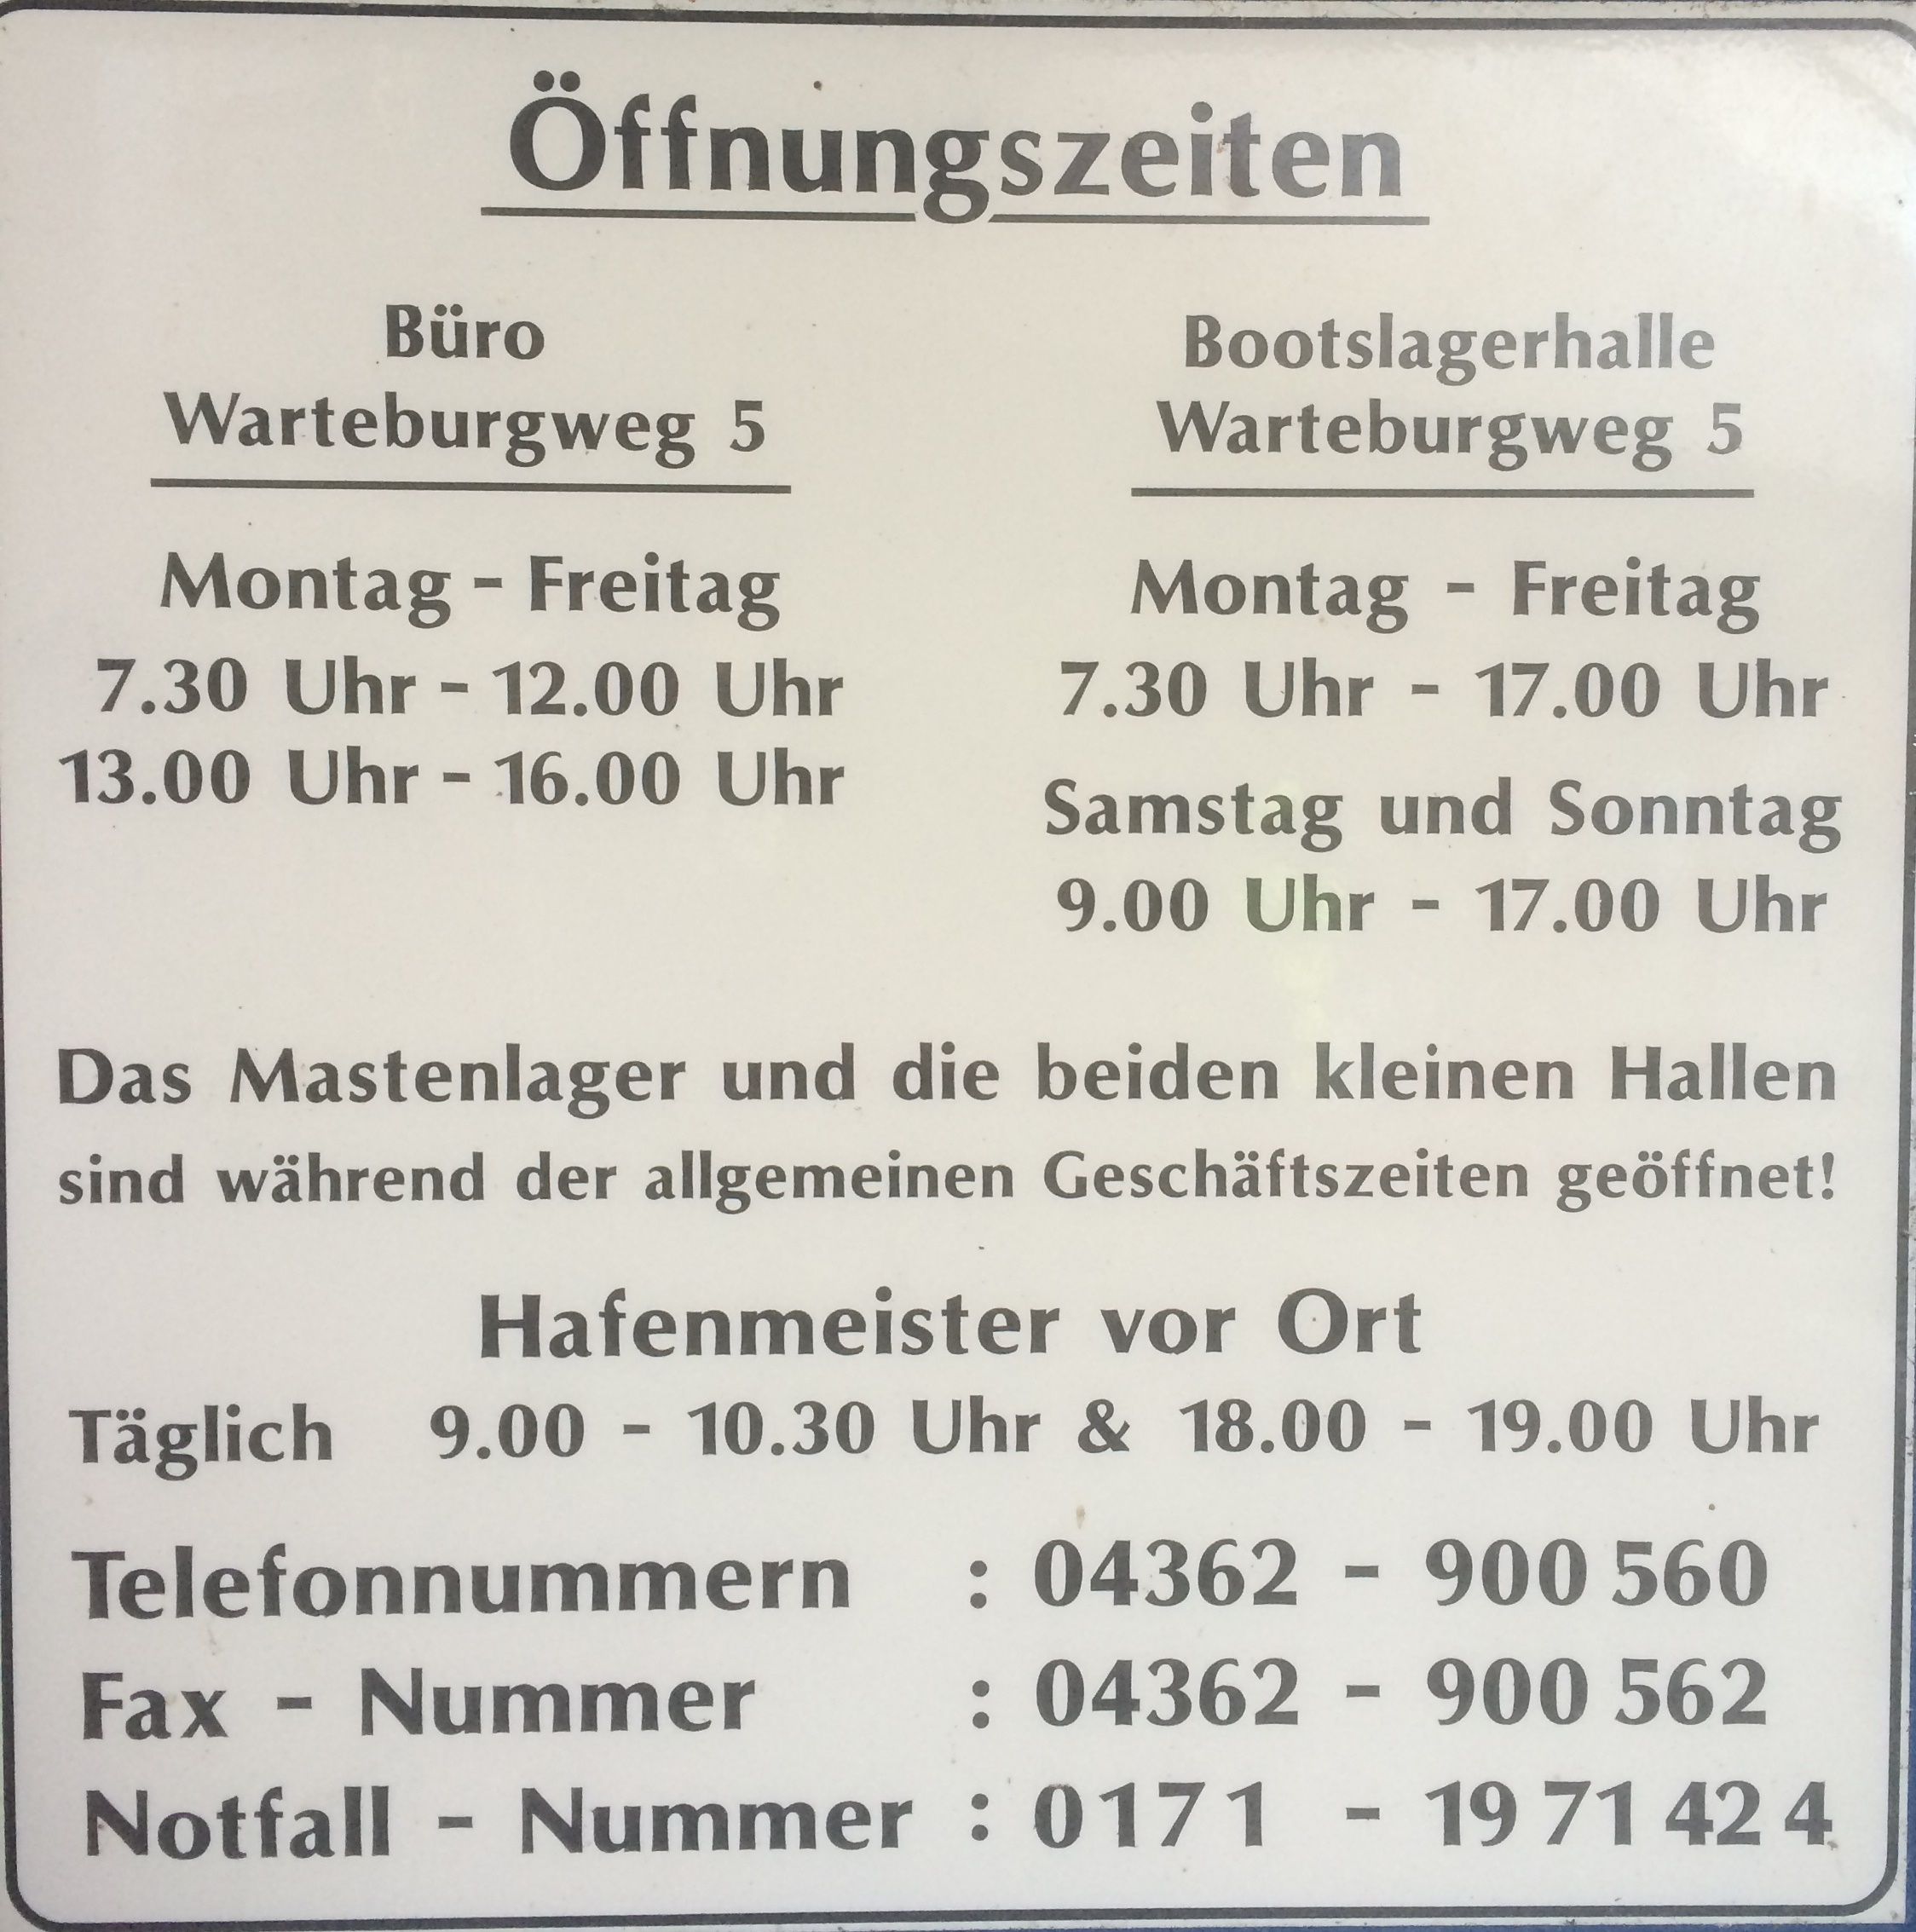 Öffnungszeiten
Büro
Warteburgweg 5
Montag - Freitag
7.30 Uhr - 12.00 Uhr
13.00 Uhr - 16.00 Uhr
Bootslagerhalle
Warteburgweg 5
Montag - Freitag
7.30 Uhr - 17.00 Uhr
Samstag und Sonntag
9.00 Uhr - 17.00 Uhr
Das Mastenlager und die beiden kleinen Hallen
sind während der allgemeinen Geschäftszeiten geöffnet!
Hafenmeister vor Ort
Täglich 9.00 - 10.30 Uhr & 18.00 - 19.00 Uhr
Telefonnummern : 04362 - 900 560
Fax - Nummer : 04362 - 900 562
Notfall - Nummer : 0171 - 19 71 42 4